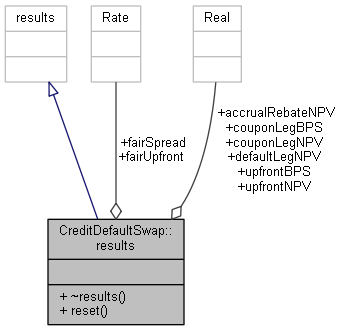 results
Rate
Real
+accrualRebateNPV
+couponLegBPS
+fairSpread
+couponLegNPV
+fairUpfront
+defaultLegNPV
+upfrontBPS
+upfrontNPV
CreditDefaultSwap::
results
+ ~results()
+ reset()